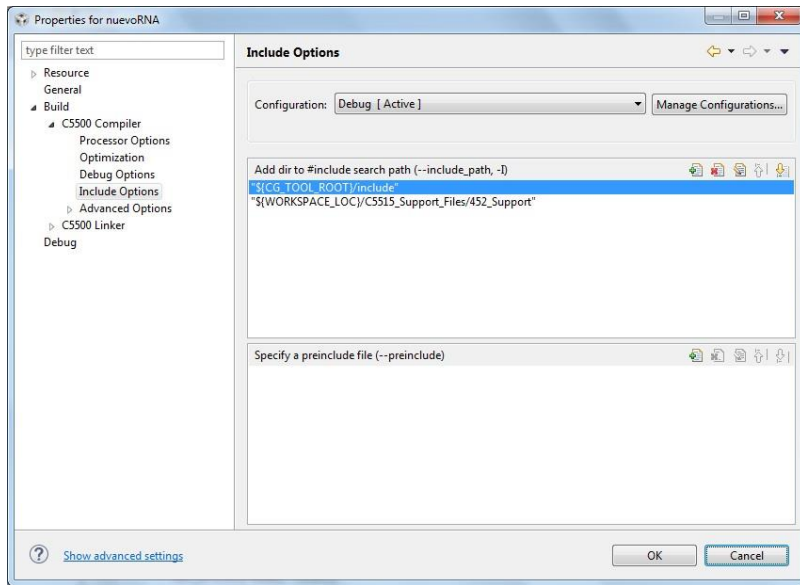 Properties for nuevoRNA
type filter text
Resource
General
Build
C5500 Compiler
Processor Options
Optimization
Debug Options
Include Options
Advanced Options
C5500 Linker
Debug
Include Options
Configuration: Debug [ Active ] Manage Configurations...
Add dir to #include search path (--include_path, -I)
"${CG_TOOL_ROOT}/include"
"${WORKSPACE_LOC}/C5515_Support_Files/452_Support"
Specify a preinclude file (--preinclude)
? Show advanced settings
OK Cancel